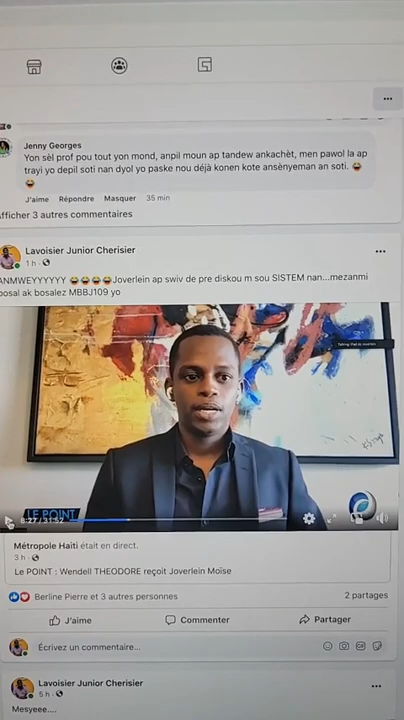 Jenny Georges
Yon sèl prof pou tout yon mond, anpil moun ap tandew ankachèt, men pawol la ap
trayi yo depil soti nan dyol yo paske nou déjà konen kote ansènyeman an soti. 😂
😂
J'aime Répondre Masquer 35 min
Afficher 3 autres commentaires
Lavoisier Junior Cherisier
1 h
ANMWEYYYYYY 😂😂😂😂Joverlein ap swiv de pre diskou m sou SISTEM nan...mezanmi
posal ak bosalez MBBJ109 yo
LE POINT
8:27 / 31:52
Métropole Haiti était en direct.
3 h
Le POINT : Wendell THEODORE reçoit Joverlein Moïse
Berline Pierre et 3 autres personnes 2 partages
J'aime Commenter Partager
Écrivez un commentaire...
Lavoisier Junior Cherisier
5 h
Mesyeee....